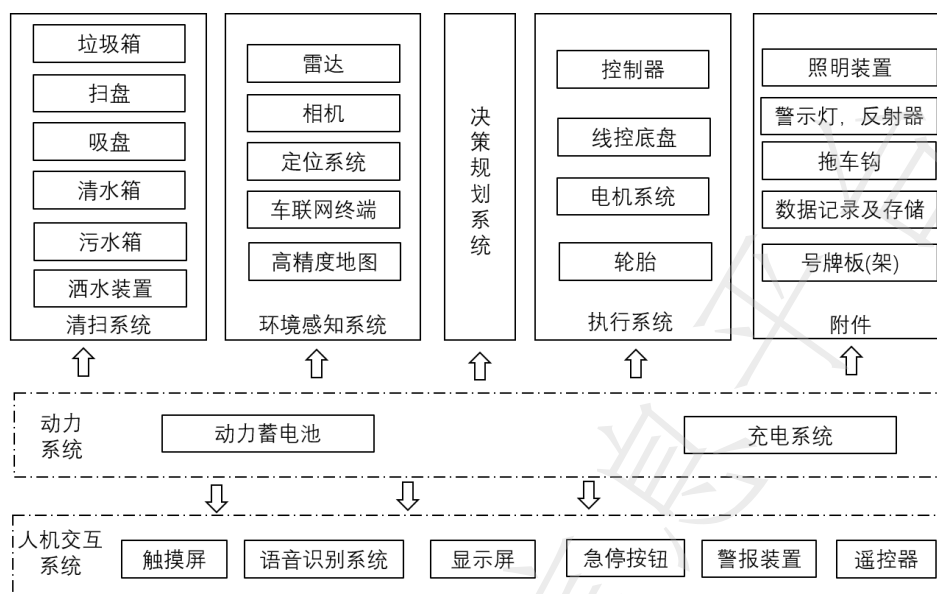 垃圾箱
扫盘
吸盘
清水箱
污水箱
洒水装置
清扫系统
雷达
相机
定位系统
车联网终端
高精度地图
环境感知系统
决策规划系统
控制器
线控底盘
电机系统
轮胎
执行系统
照明装置
警示灯，反射器
拖车钩
数据记录及存储
号牌板(架)
附件
动力
系统
动力蓄电池
充电系统
人机交互
系统
触摸屏
语音识别系统
显示屏
急停按钮
警报装置
遥控器